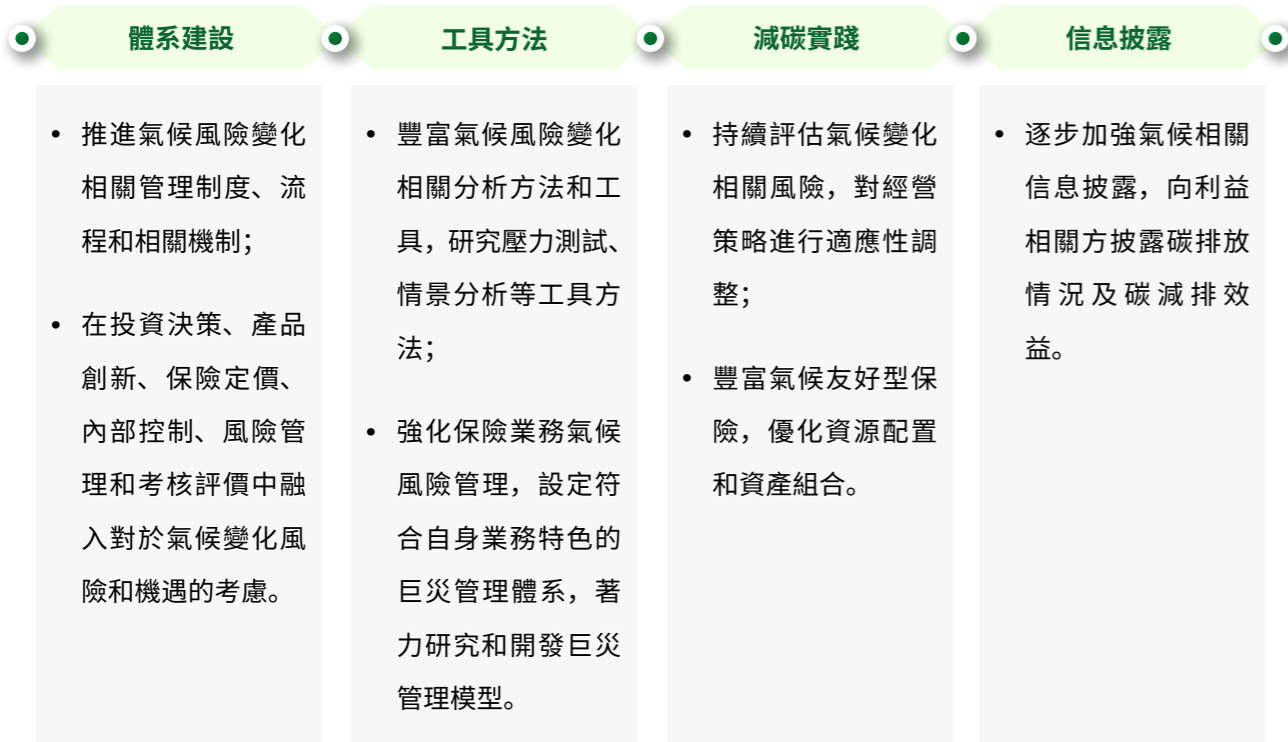 體系建設
推進氣候風險變化
相關管理制度、流
程和相關機制；
在投資決策、產品
創新、保險定價、
內部控制、風險管
理和考核評價中融
入對於氣候變化風
險和機遇的考慮。
工具方法
豐富氣候風險變化
相關分析方法和工
具，研究壓力測試、
情景分析等工具方
法；
強化保險業務氣候
風險管理，設定符
合自身業務特色的
巨災管理體系，著
力研究和開發巨災
管理模型。
減碳實踐
持續評估氣候變化
相關風險，對經營
策略進行適應性調
整；
豐富氣候友好型保
險，優化資源配置
和資產組合。
信息披露
逐步加強氣候相關
信息披露，向利益
相關方披露碳排放
情況及碳減排效
益。